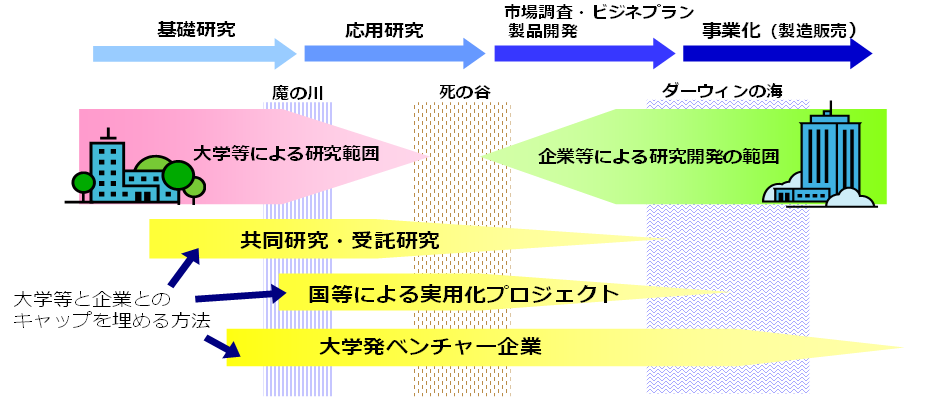 基礎研究
応用研究
市場調査・ビジネプラン
製品開発
事業化（製造販売）
魔の川
死の谷
ダーウィンの海
大学等による研究範囲
企業等による研究開発の範囲
共同研究・受託研究
国等による実用化プロジェクト
大学発ベンチャー企業
大学等と企業との
キャップを埋める方法